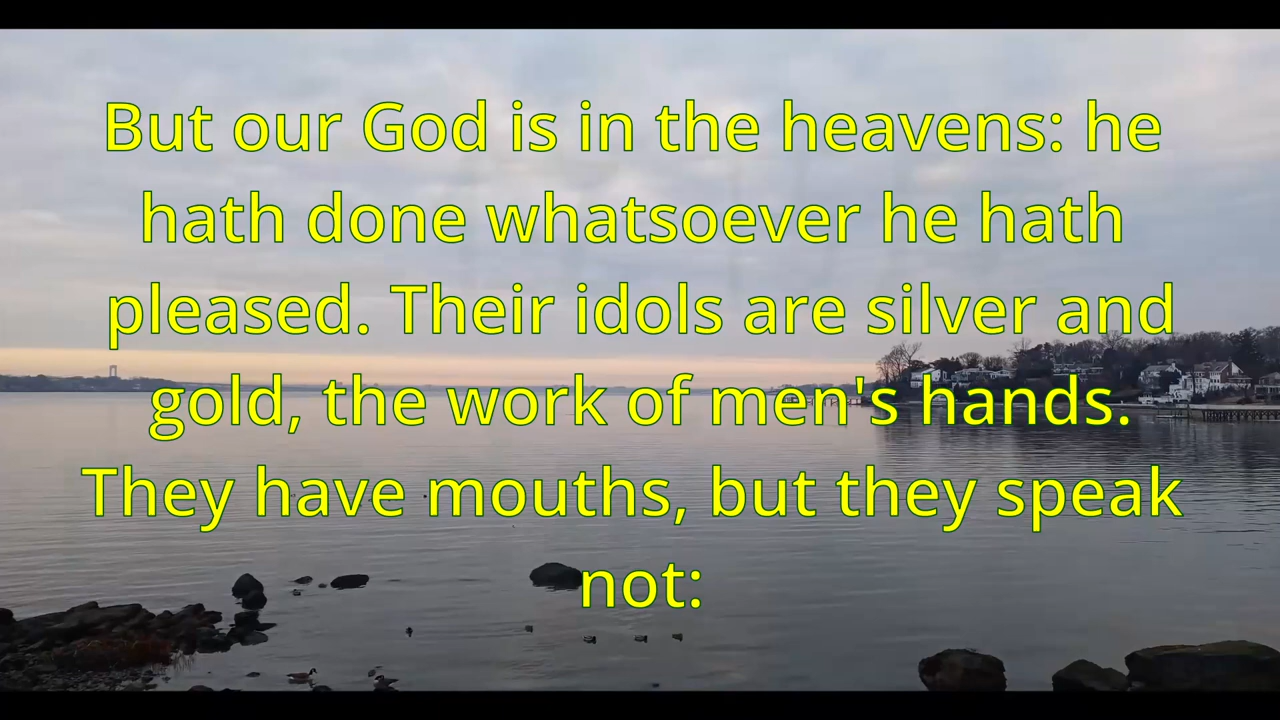 But our God is in the heavens: he
hath done whatsoever he hath
pleased. Their idols are silver and
gold, the work of men's hands.
They have mouths, but they speak
not: